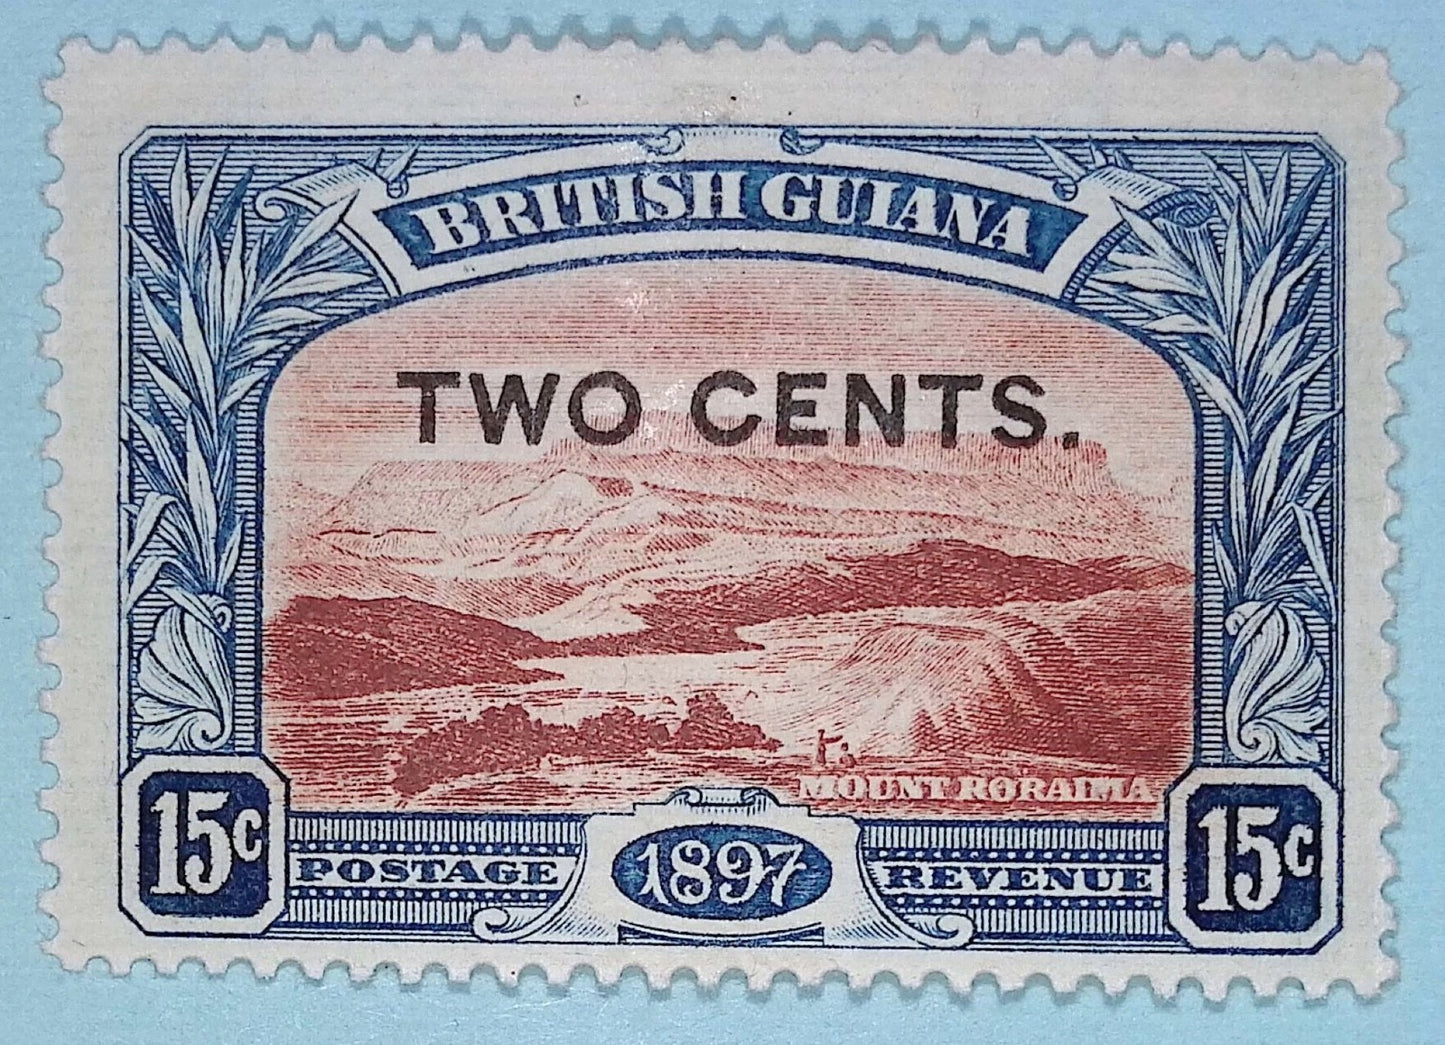 BRITISH GUIANA
TWO CENTS.
MOUNT RORAIMA
15c 15c
POSTAGE 1897 REVENUE